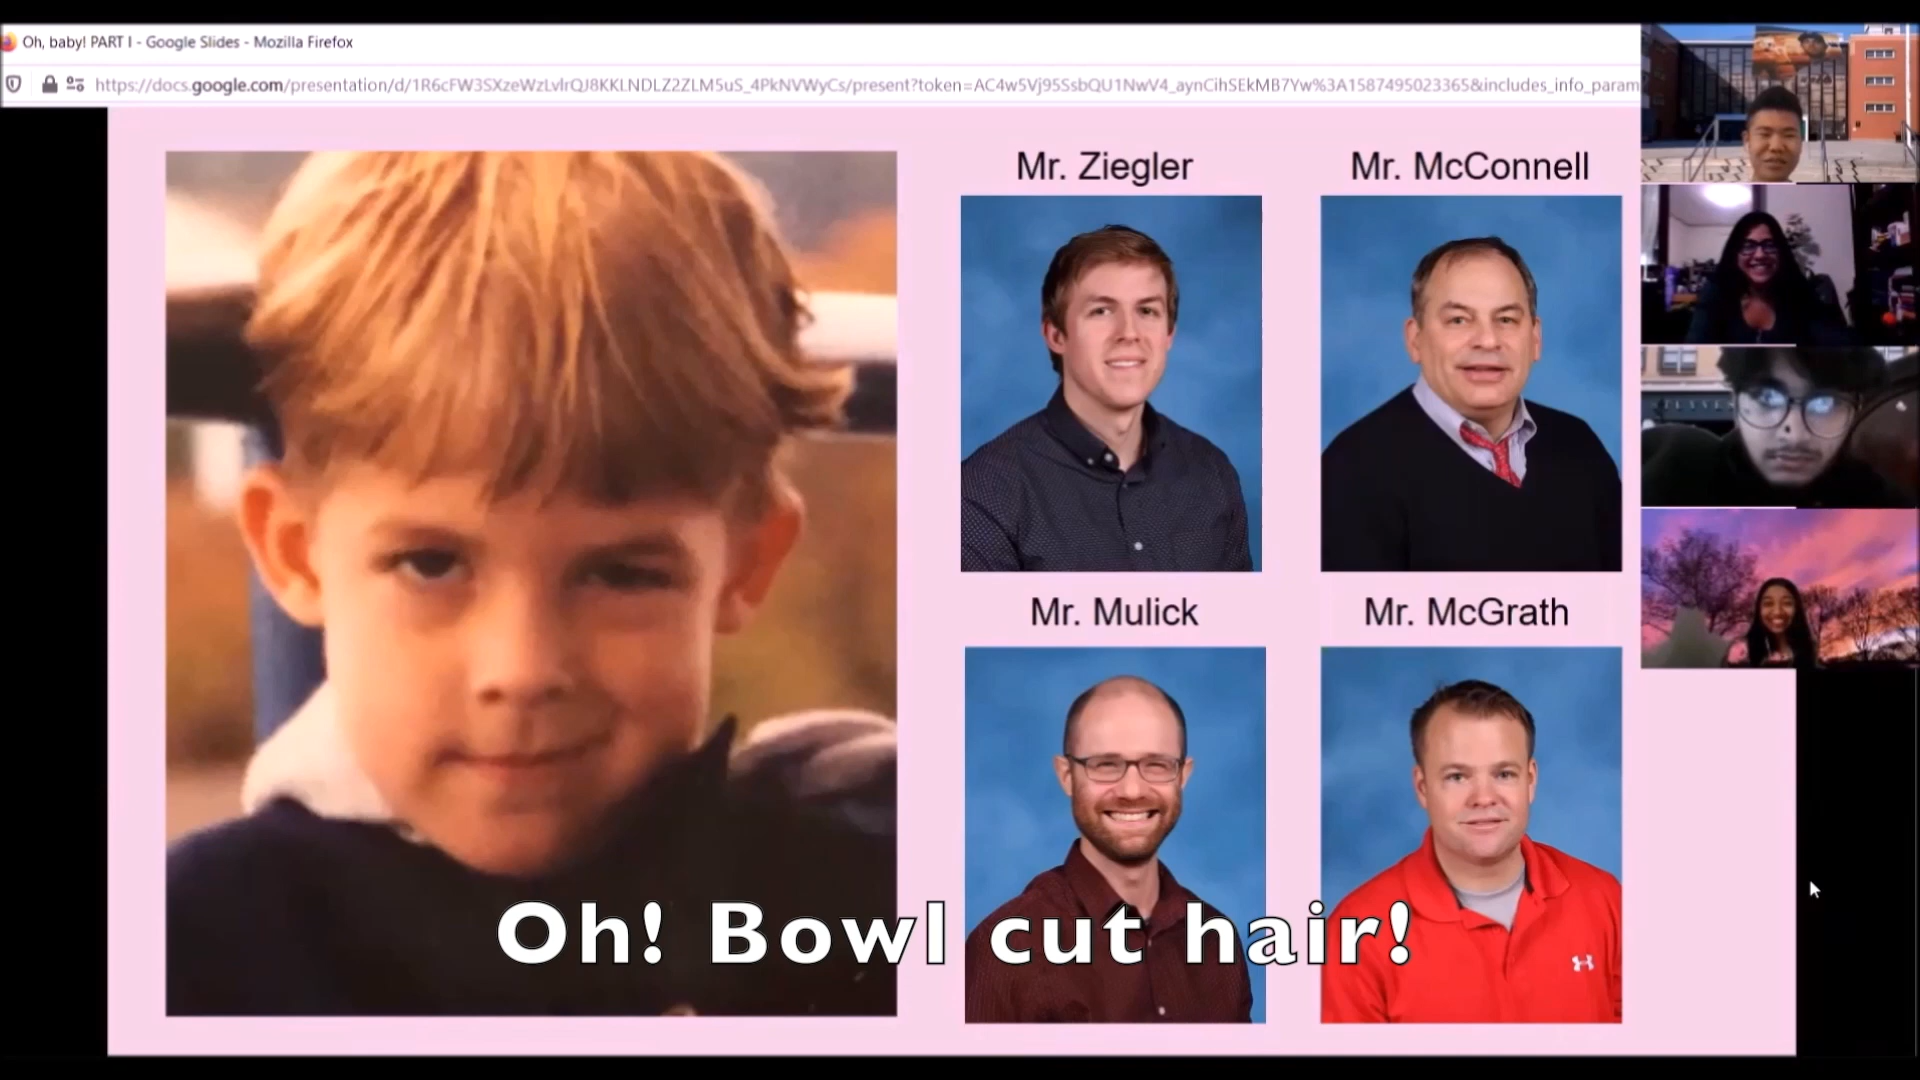 Oh, baby! PART I - Google Slides - Mozilla Firefox
https://docs.google.com/presentation/d/1R6cFW3SXzeWzLvlrQJ8KKLNDLZ2ZLM5uS_4PkNVWyCs/present?token=AC4w5Vj95SsbQU1NwV4_aynCihSEkMB7Yw%3A1587495023365&includes_info_param
Mr. Ziegler
Mr. McConnell
Mr. Mulick
Mr. McGrath
Oh! Bowl cut hair!